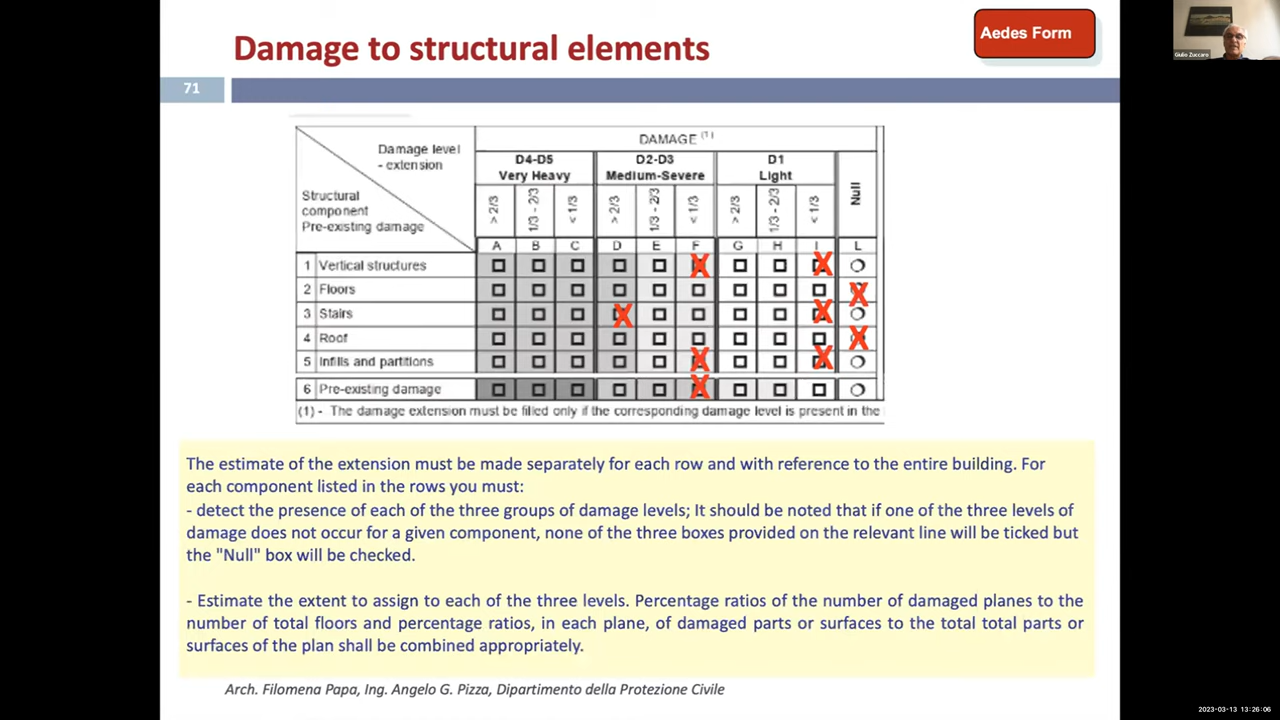 Damage to structural elements
Aedes Form
Giulio Zuccaro
71
Damage level
- extension
Structural
component
Pre-existing damage
DAMAGE (1)
D4-D5
Very Heavy
D2-D3
Medium-Severe
D1
Light
Null
> 2/3
1/3 - 2/3
< 1/3
> 2/3
1/3 - 2/3
< 1/3
> 2/3
1/3 - 2/3
< 1/3
A B C D E F G H I L
1 Vertical structures X X
2 Floors X
3 Stairs X X
4 Roof X
5 Infills and partitions X X
6 Pre-existing damage X
(1) - The damage extension must be filled only if the corresponding damage level is present in the
The estimate of the extension must be made separately for each row and with reference to the entire building. For
each component listed in the rows you must:
- detect the presence of each of the three groups of damage levels; It should be noted that if one of the three levels of
damage does not occur for a given component, none of the three boxes provided on the relevant line will be ticked but
the "Null" box will be checked.
- Estimate the extent to assign to each of the three levels. Percentage ratios of the number of damaged planes to the
number of total floors and percentage ratios, in each plane, of damaged parts or surfaces to the total total parts or
surfaces of the plan shall be combined appropriately.
Arch. Filomena Papa, Ing. Angelo G. Pizza, Dipartimento della Protezione Civile
2023-03-13 13:26:06